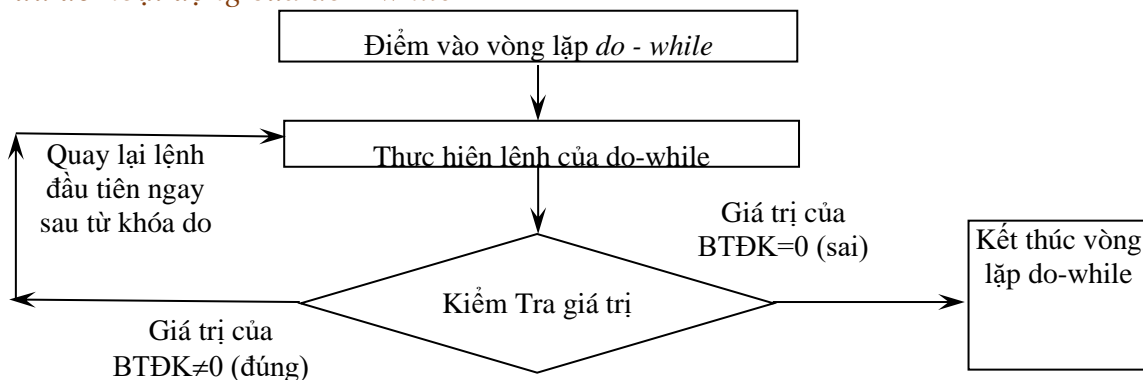 Điểm vào vòng lặp do - while
Thực hiện lệnh của do-while
Quay lại lệnh
đầu tiên ngay
sau từ khóa do
Giá trị của
BTĐK=0 (sai)
Kết thúc vòng
lặp do-while
Kiểm Tra giá trị
Giá trị của
BTĐK≠0 (đúng)